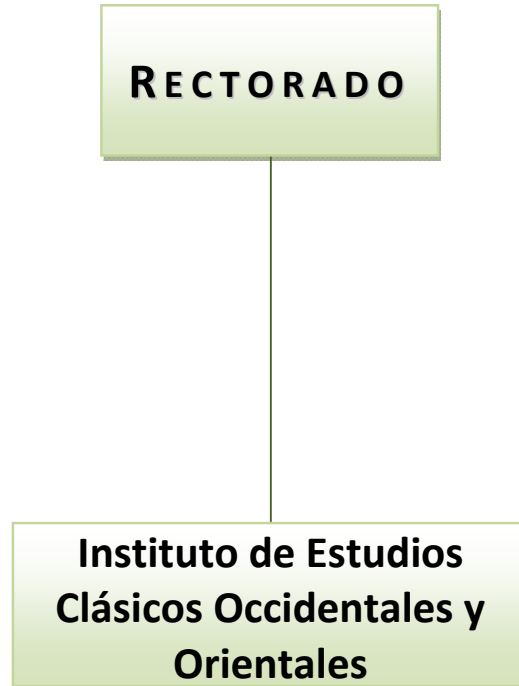 RECTORADO
Instituto de Estudios
Clásicos Occidentales y
Orientales